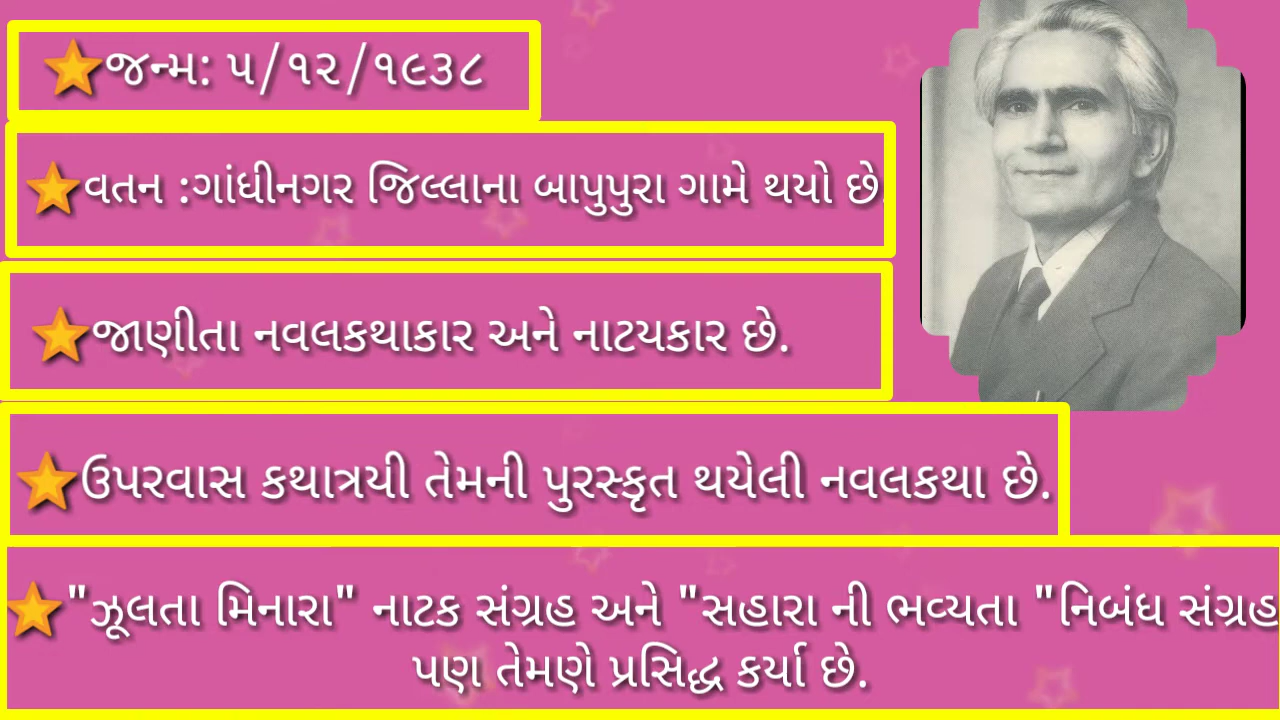 ⭐જન્મ: ૫/૧૨/૧૯૩૮
⭐વતન :ગાંધીનગર જિલ્લાના બાપુપુરા ગામે થયો છે.
⭐જાણીતા નવલકથાકાર અને નાટયકાર છે.
⭐ઉપરવાસ કથાત્રયી તેમની પુરસ્કૃત થયેલી નવલકથા છે.
⭐"ઝૂલતા મિનારા" નાટક સંગ્રહ અને "સહારા ની ભવ્યતા "નિબંધ સંગ્રહ
પણ તેમણે પ્રસિદ્ધ કર્યા છે.